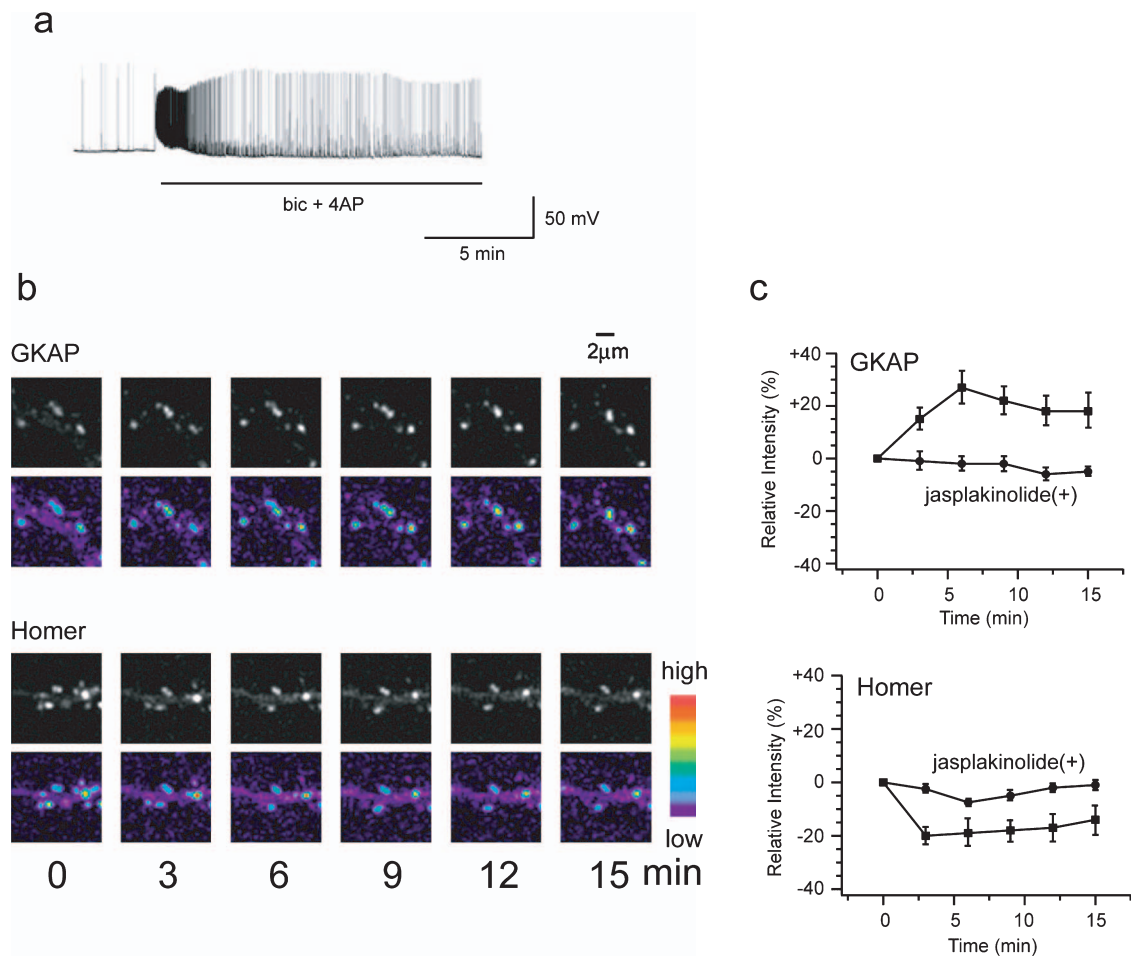 a
bic + 4AP
50 mV
5 min
b
GKAP
2μm
Homer
high
low
0 3 6 9 12 15 min
c
+40
+20
0
-20
-40
Relative Intensity (%)
GKAP
jasplakinolide(+)
0 5 10 15
Time (min)
+40
+20
0
-20
-40
Relative Intensity (%)
Homer
jasplakinolide(+)
0 5 10 15
Time (min)